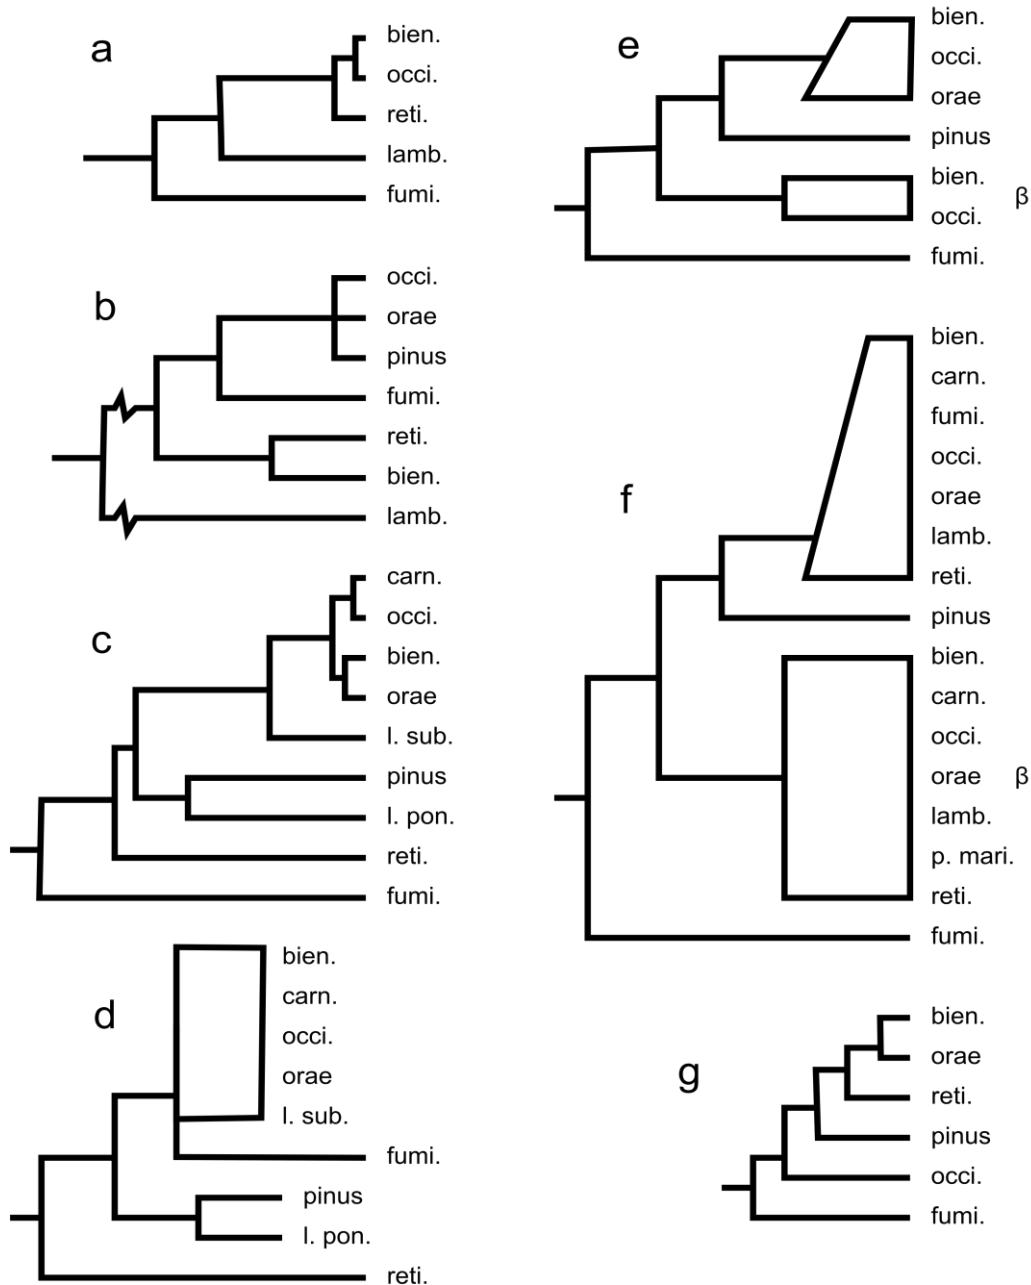 a
bien.
occi.
reti.
lamb.
fumi.
b
occi.
orae
pinus
fumi.
reti.
bien.
lamb.
c
carn.
occi.
bien.
orae
l. sub.
pinus
l. pon.
reti.
fumi.
d
bien.
carn.
occi.
orae
l. sub.
fumi.
pinus
l. pon.
reti.
e
bien.
occi.
orae
pinus
bien.
occi.
β
fumi.
f
bien.
carn.
fumi.
occi.
orae
lamb.
reti.
pinus
bien.
carn.
occi.
orae β
lamb.
p. mari.
reti.
fumi.
g
bien.
orae
reti.
pinus
occi.
fumi.